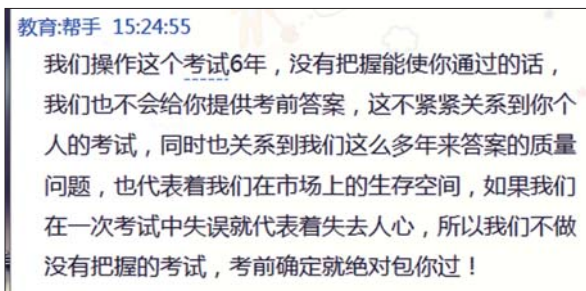 教育:帮手 15:24:55
我们操作这个考试6年，没有把握能使你通过的话，
我们也不会给你提供考前答案，这不紧紧关系到你个
人的考试，同时也关系到我们这么多年来答案的质量
问题，也代表着我们在市场上的生存空间，如果我们
在一次考试中失误就代表着失去人心，所以我们不做
没有把握的考试，考前确定就绝对包你过！